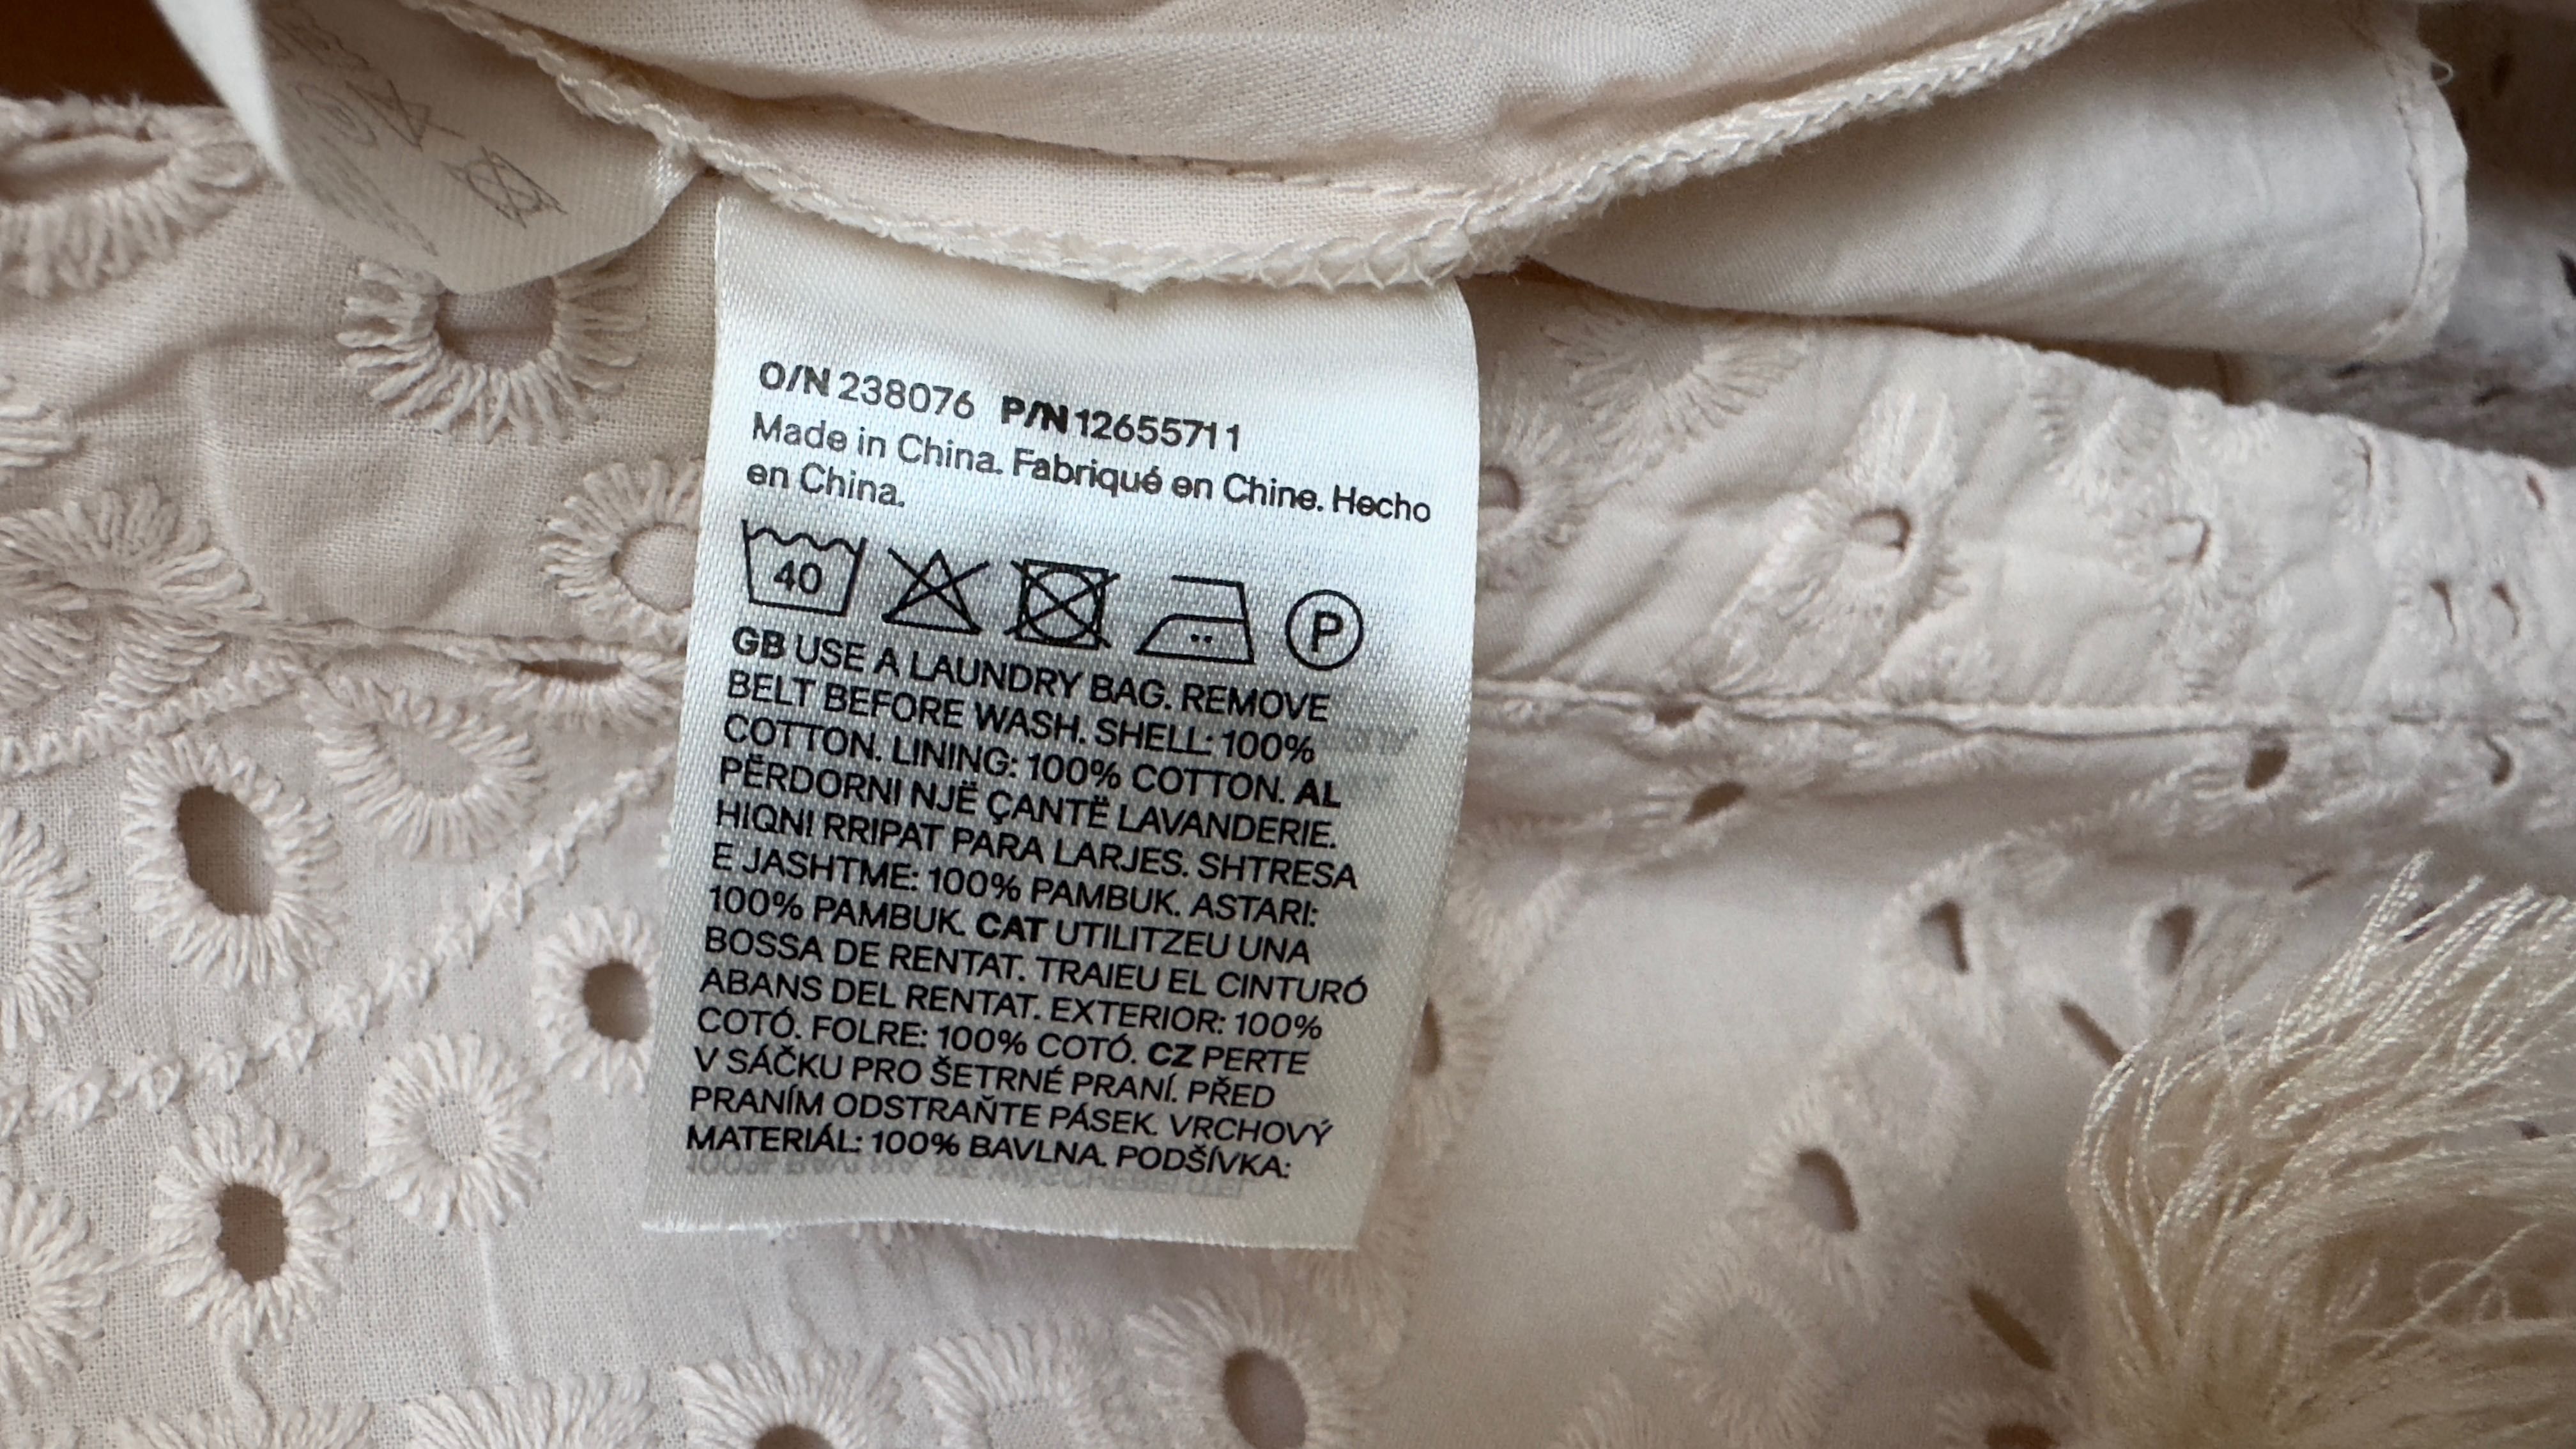 O/N 238076 P/N 12655711
Made in China. Fabriqué en Chine. Hecho
en China.
40
P
GB USE A LAUNDRY BAG. REMOVE
BELT BEFORE WASH. SHELL: 100%
COTTON. LINING: 100% COTTON. AL
PËRDORNI NJË ÇANTË LAVANDERIE.
HIQNI RRIPAT PARA LARJES. SHTRESA
E JASHTME: 100% PAMBUK. ASTARI:
100% PAMBUK. CAT UTILITZEU UNA
BOSSA DE RENTAT. TRAIEU EL CINTURÓ
ABANS DEL RENTAT. EXTERIOR: 100%
COTÓ. FOLRE: 100% COTÓ. CZ PERTE
V SÁČKU PRO ŠETRNÉ PRANÍ. PŘED
PRANÍM ODSTRAŇTE PÁSEK. VRCHOVÝ
MATERIÁL: 100% BAVLNA. PODŠÍVKA: